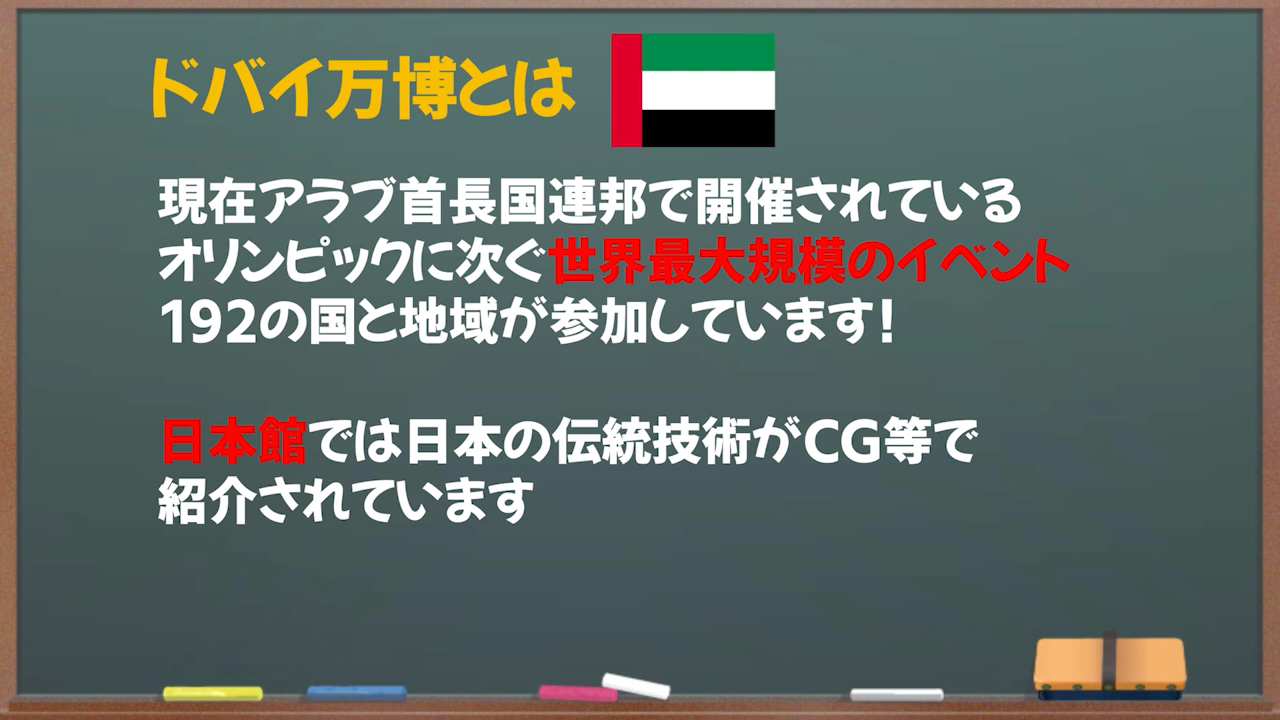 ドバイ万博とは
現在アラブ首長国連邦で開催されている
オリンピックに次ぐ世界最大規模のイベント
192の国と地域が参加しています！
日本館では日本の伝統技術がCG等で
紹介されています